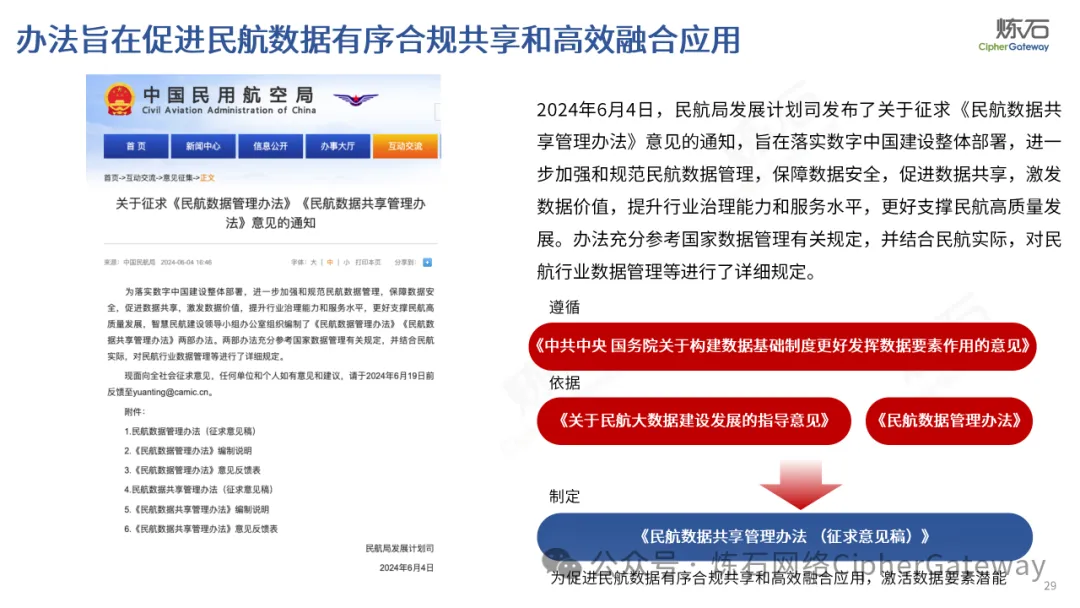 办法旨在促进民航数据有序合规共享和高效融合应用
炼石
CipherGateway
中国民用航空局
Civil Aviation Administration of China
首 页
新闻中心
信息公开
办事大厅
互动交流
首页->互动交流->意见征集->正文
关于征求《民航数据管理办法》《民航数据共享管理办
法》意见的通知
来源：中国民航局 2024-06-04 16:46
字体：大 | 中 | 小 打印本页 分享到：
为落实数字中国建设整体部署，进一步加强和规范民航数据管理，保障数据安
全，促进数据共享，激发数据价值，提升行业治理能力和服务水平，更好支撑民航高
质量发展，智慧民航建设领导小组办公室组织编制了《民航数据管理办法》《民航数
据共享管理办法》两部办法。两部办法充分参考国家数据管理有关规定，并结合民航
实际，对民航行业数据管理等进行了详细规定。
现面向全社会征求意见，任何单位和个人如有意见和建议，请于2024年6月19日前
反馈至yuanting@camic.cn。
附件：
1.民航数据管理办法（征求意见稿）
2.《民航数据管理办法》编制说明
3.《民航数据管理办法》意见反馈表
4.民航数据共享管理办法（征求意见稿）
5.《民航数据共享管理办法》编制说明
6.《民航数据共享管理办法》意见反馈表
民航局发展计划司
2024年6月4日
2024年6月4日，民航局发展计划司发布了关于征求《民航数据共
享管理办法》意见的通知，旨在落实数字中国建设整体部署，进一
步加强和规范民航数据管理，保障数据安全，促进数据共享，激发
数据价值，提升行业治理能力和服务水平，更好支撑民航高质量发
展。办法充分参考国家数据管理有关规定，并结合民航实际，对民
航行业数据管理等进行了详细规定。
遵循
《中共中央 国务院关于构建数据基础制度更好发挥数据要素作用的意见》
依据
《关于民航大数据建设发展的指导意见》
《民航数据管理办法》
制定
《民航数据共享管理办法 （征求意见稿）》
公众号 · 炼石网络CipherGateway
为促进民航数据有序合规共享和高效融合应用，激活数据要素潜能
29